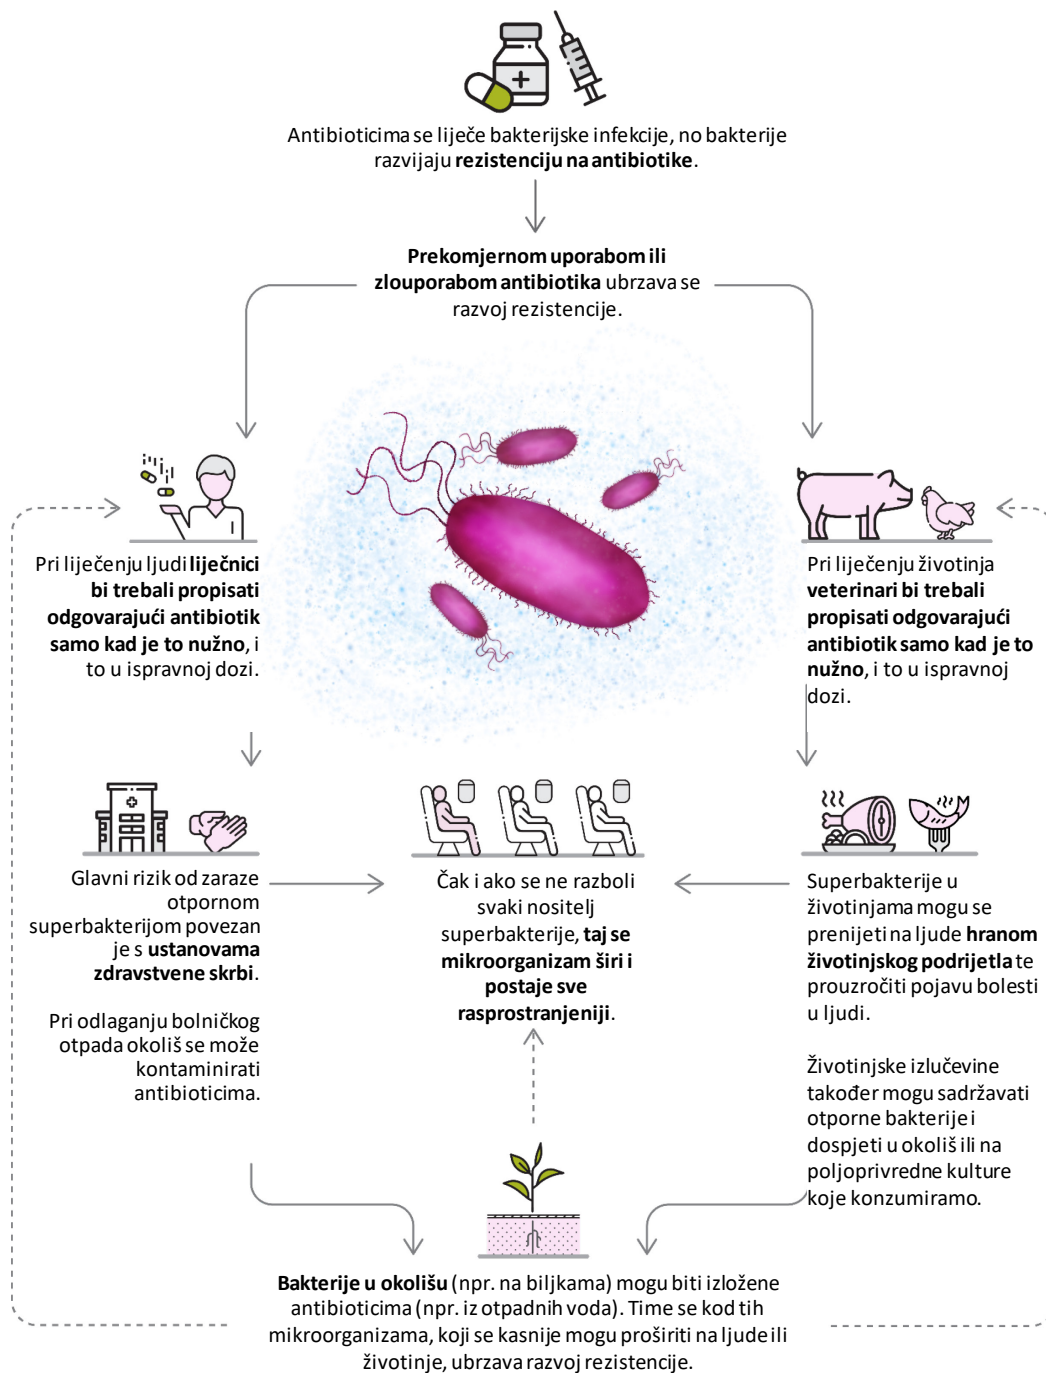 Antibioticima se liječe bakterijske infekcije, no bakterije
razvijaju rezistenciju na antibiotike.
Prekomjernom uporabom ili
zlouporabom antibiotika ubrzava se
razvoj rezistencije.
Pri liječenju ljudi liječnici
bi trebali propisati
odgovarajući antibiotik
samo kad je to nužno, i
to u ispravnoj dozi.
Pri liječenju životinja
veterinari bi trebali
propisati odgovarajući
antibiotik samo kad je to
nužno, i to u ispravnoj
dozi.
Glavni rizik od zaraze
otpornom
superbakterijom povezan
je s ustanovama
zdravstvene skrbi.
Pri odlaganju bolničkog
otpada okoliš se može
kontaminirati
antibioticima.
Čak i ako se ne razboli
svaki nositelj
superbakterije, taj se
mikroorganizam širi i
postaje sve
rasprostranjeniji.
Superbakterije u
životinjama mogu se
prenijeti na ljude hranom
životinjskog podrijetla te
prouzročiti pojavu bolesti
u ljudi.
Životinjske izlučevine
također mogu sadržavati
otporne bakterije i
dospjeti u okoliš ili na
poljoprivredne kulture
koje konzumiramo.
Bakterije u okolišu (npr. na biljkama) mogu biti izložene
antibioticima (npr. iz otpadnih voda). Time se kod tih
mikroorganizama, koji se kasnije mogu proširiti na ljude ili
životinje, ubrzava razvoj rezistencije.